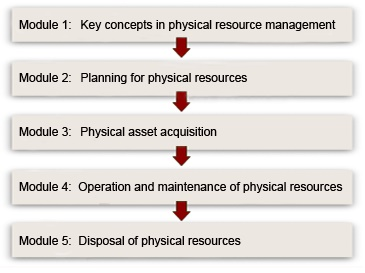 Module 1: Key concepts in physical resource management
Module 2: Planning for physical resources
Module 3: Physical asset acquisition
Module 4: Operation and maintenance of physical resources
Module 5: Disposal of physical resources